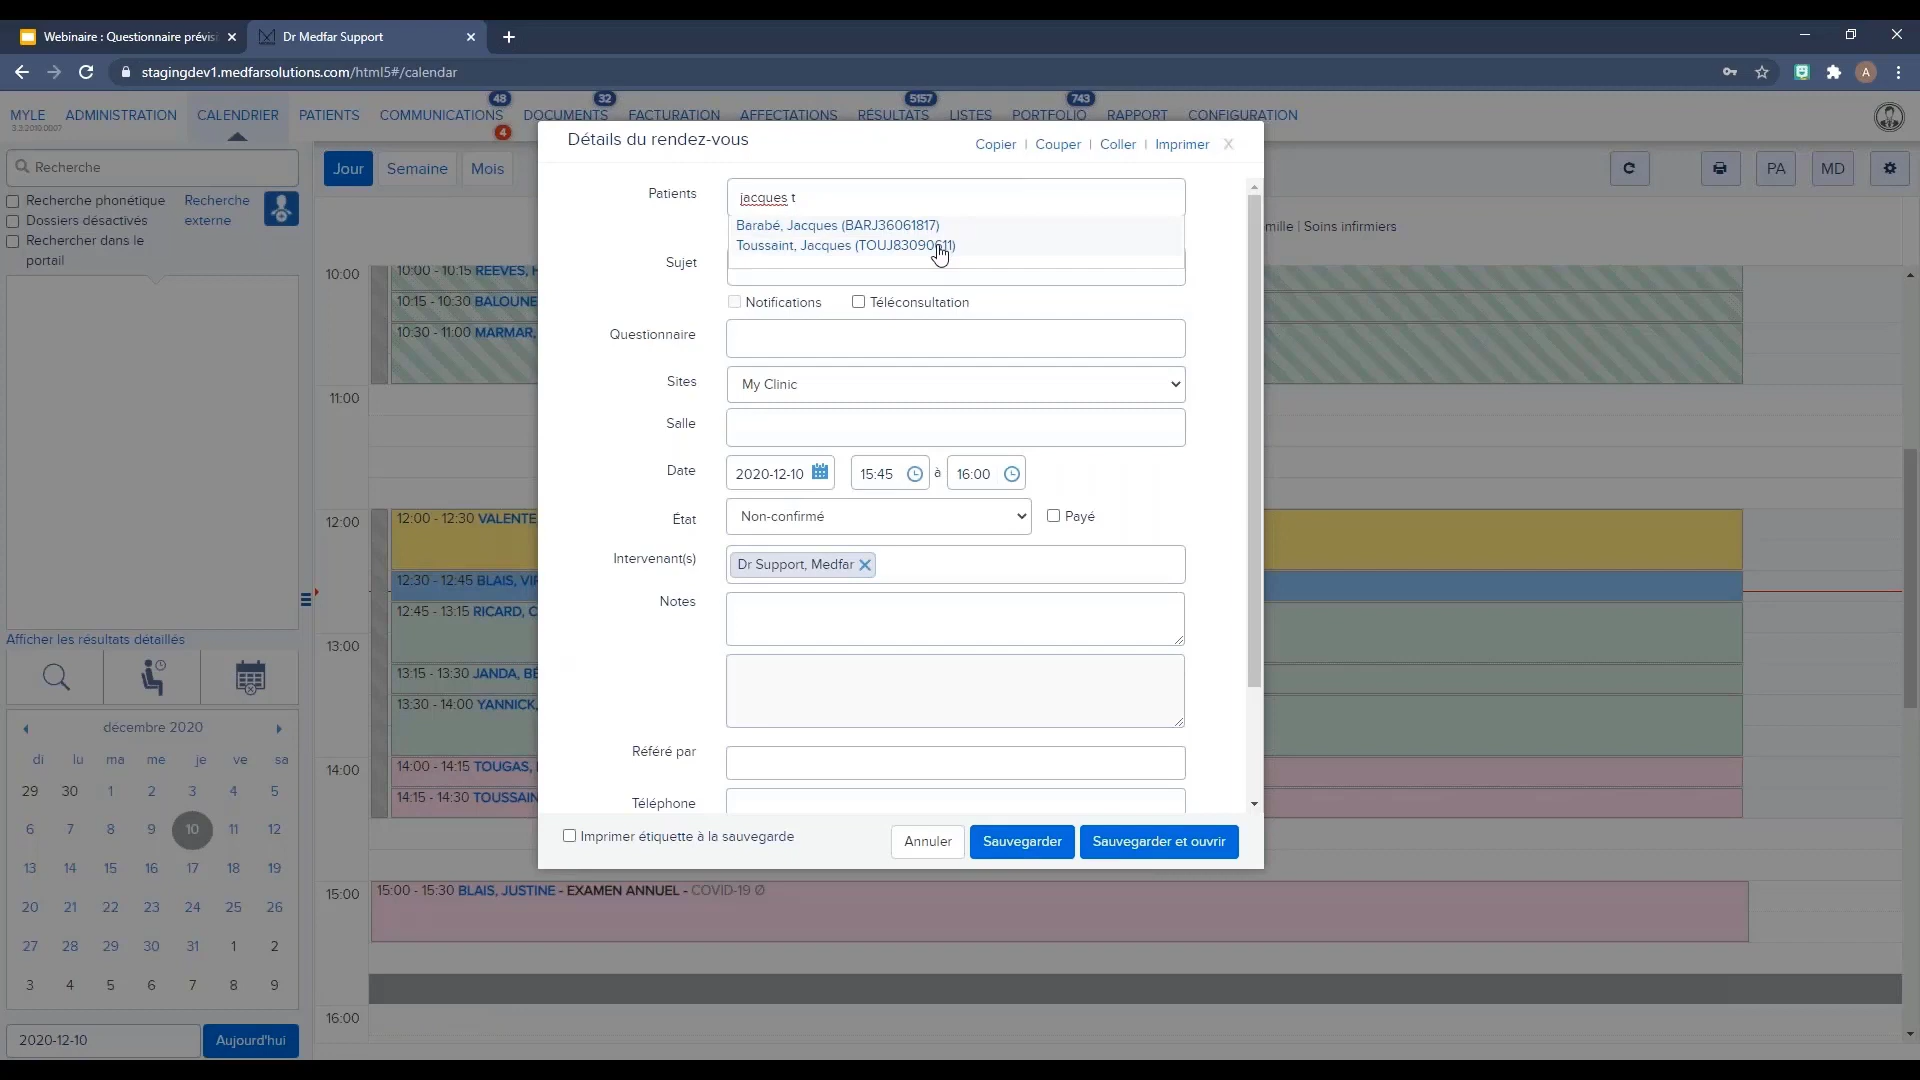 Webinaire : Questionnaire prévis
Dr Medfar Support
stagingdev1.medfarsolutions.com/html5#/calendar
A
MYLE
3.3.2010.0007
ADMINISTRATION
CALENDRIER
PATIENTS
COMMUNICATIONS
48
4
DOCUMENTS
32
FACTURATION
AFFECTATIONS
RÉSULTATS
5157
LISTES
PORTFOLIO
743
RAPPORT
CONFIGURATION
Recherche
Recherche phonétique
Dossiers désactivés
Rechercher dans le portail
Recherche externe
Afficher les résultats détaillés
décembre 2020
di lu ma me je ve sa
29 30 1 2 3 4 5
6 7 8 9 10 11 12
13 14 15 16 17 18 19
20 21 22 23 24 25 26
27 28 29 30 31 1 2
3 4 5 6 7 8 9
2020-12-10
Aujourd'hui
Jour
Semaine
Mois
PA
MD
mille | Soins infirmiers
10:00
11:00
12:00
13:00
14:00
15:00
16:00
10:00 - 10:15 REEVES,
10:15 - 10:30 BALOUNE
10:30 - 11:00 MARMAR,
12:00 - 12:30 VALENTE
12:30 - 12:45 BLAIS, VI
12:45 - 13:15 RICARD, C
13:15 - 13:30 JANDA, BÉ
13:30 - 14:00 YANNICK,
14:00 - 14:15 TOUGAS,
14:15 - 14:30 TOUSSAIN
15:00 - 15:30 BLAIS, JUSTINE - EXAMEN ANNUEL - COVID-19 Ø
Détails du rendez-vous
Copier | Couper | Coller | Imprimer X
Patients
jacques t
Barabé, Jacques (BARJ36061817)
Toussaint, Jacques (TOUJ83090611)
Sujet
Notifications
Téléconsultation
Questionnaire
Sites
My Clinic
Salle
Date
2020-12-10
15:45
à
16:00
État
Non-confirmé
Payé
Intervenant(s)
Dr Support, Medfar
Notes
Référé par
Téléphone
Imprimer étiquette à la sauvegarde
Annuler
Sauvegarder
Sauvegarder et ouvrir